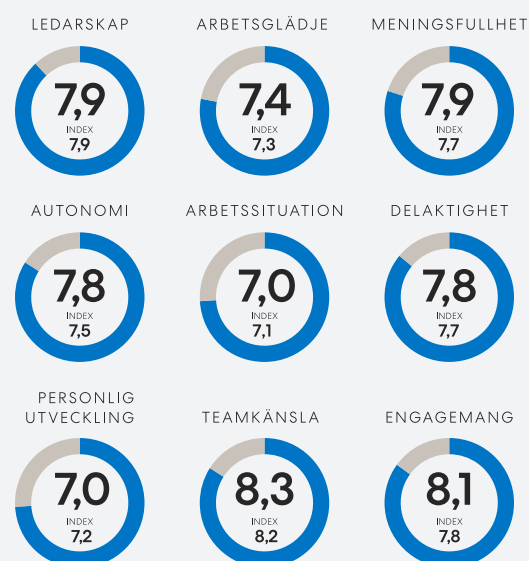 LEDARSKAP
7,9
INDEX
7,9
ARBETSGLÄDJE
7,4
INDEX
7,3
MENINGSFULLHET
7,9
INDEX
7,7
AUTONOMI
7,8
INDEX
7,5
ARBETSSITUATION
7,0
INDEX
7,1
DELAKTIGHET
7,8
INDEX
7,7
PERSONLIG
UTVECKLING
7,0
INDEX
7,2
TEAMKÄNSLA
8,3
INDEX
8,2
ENGAGEMANG
8,1
INDEX
7,8